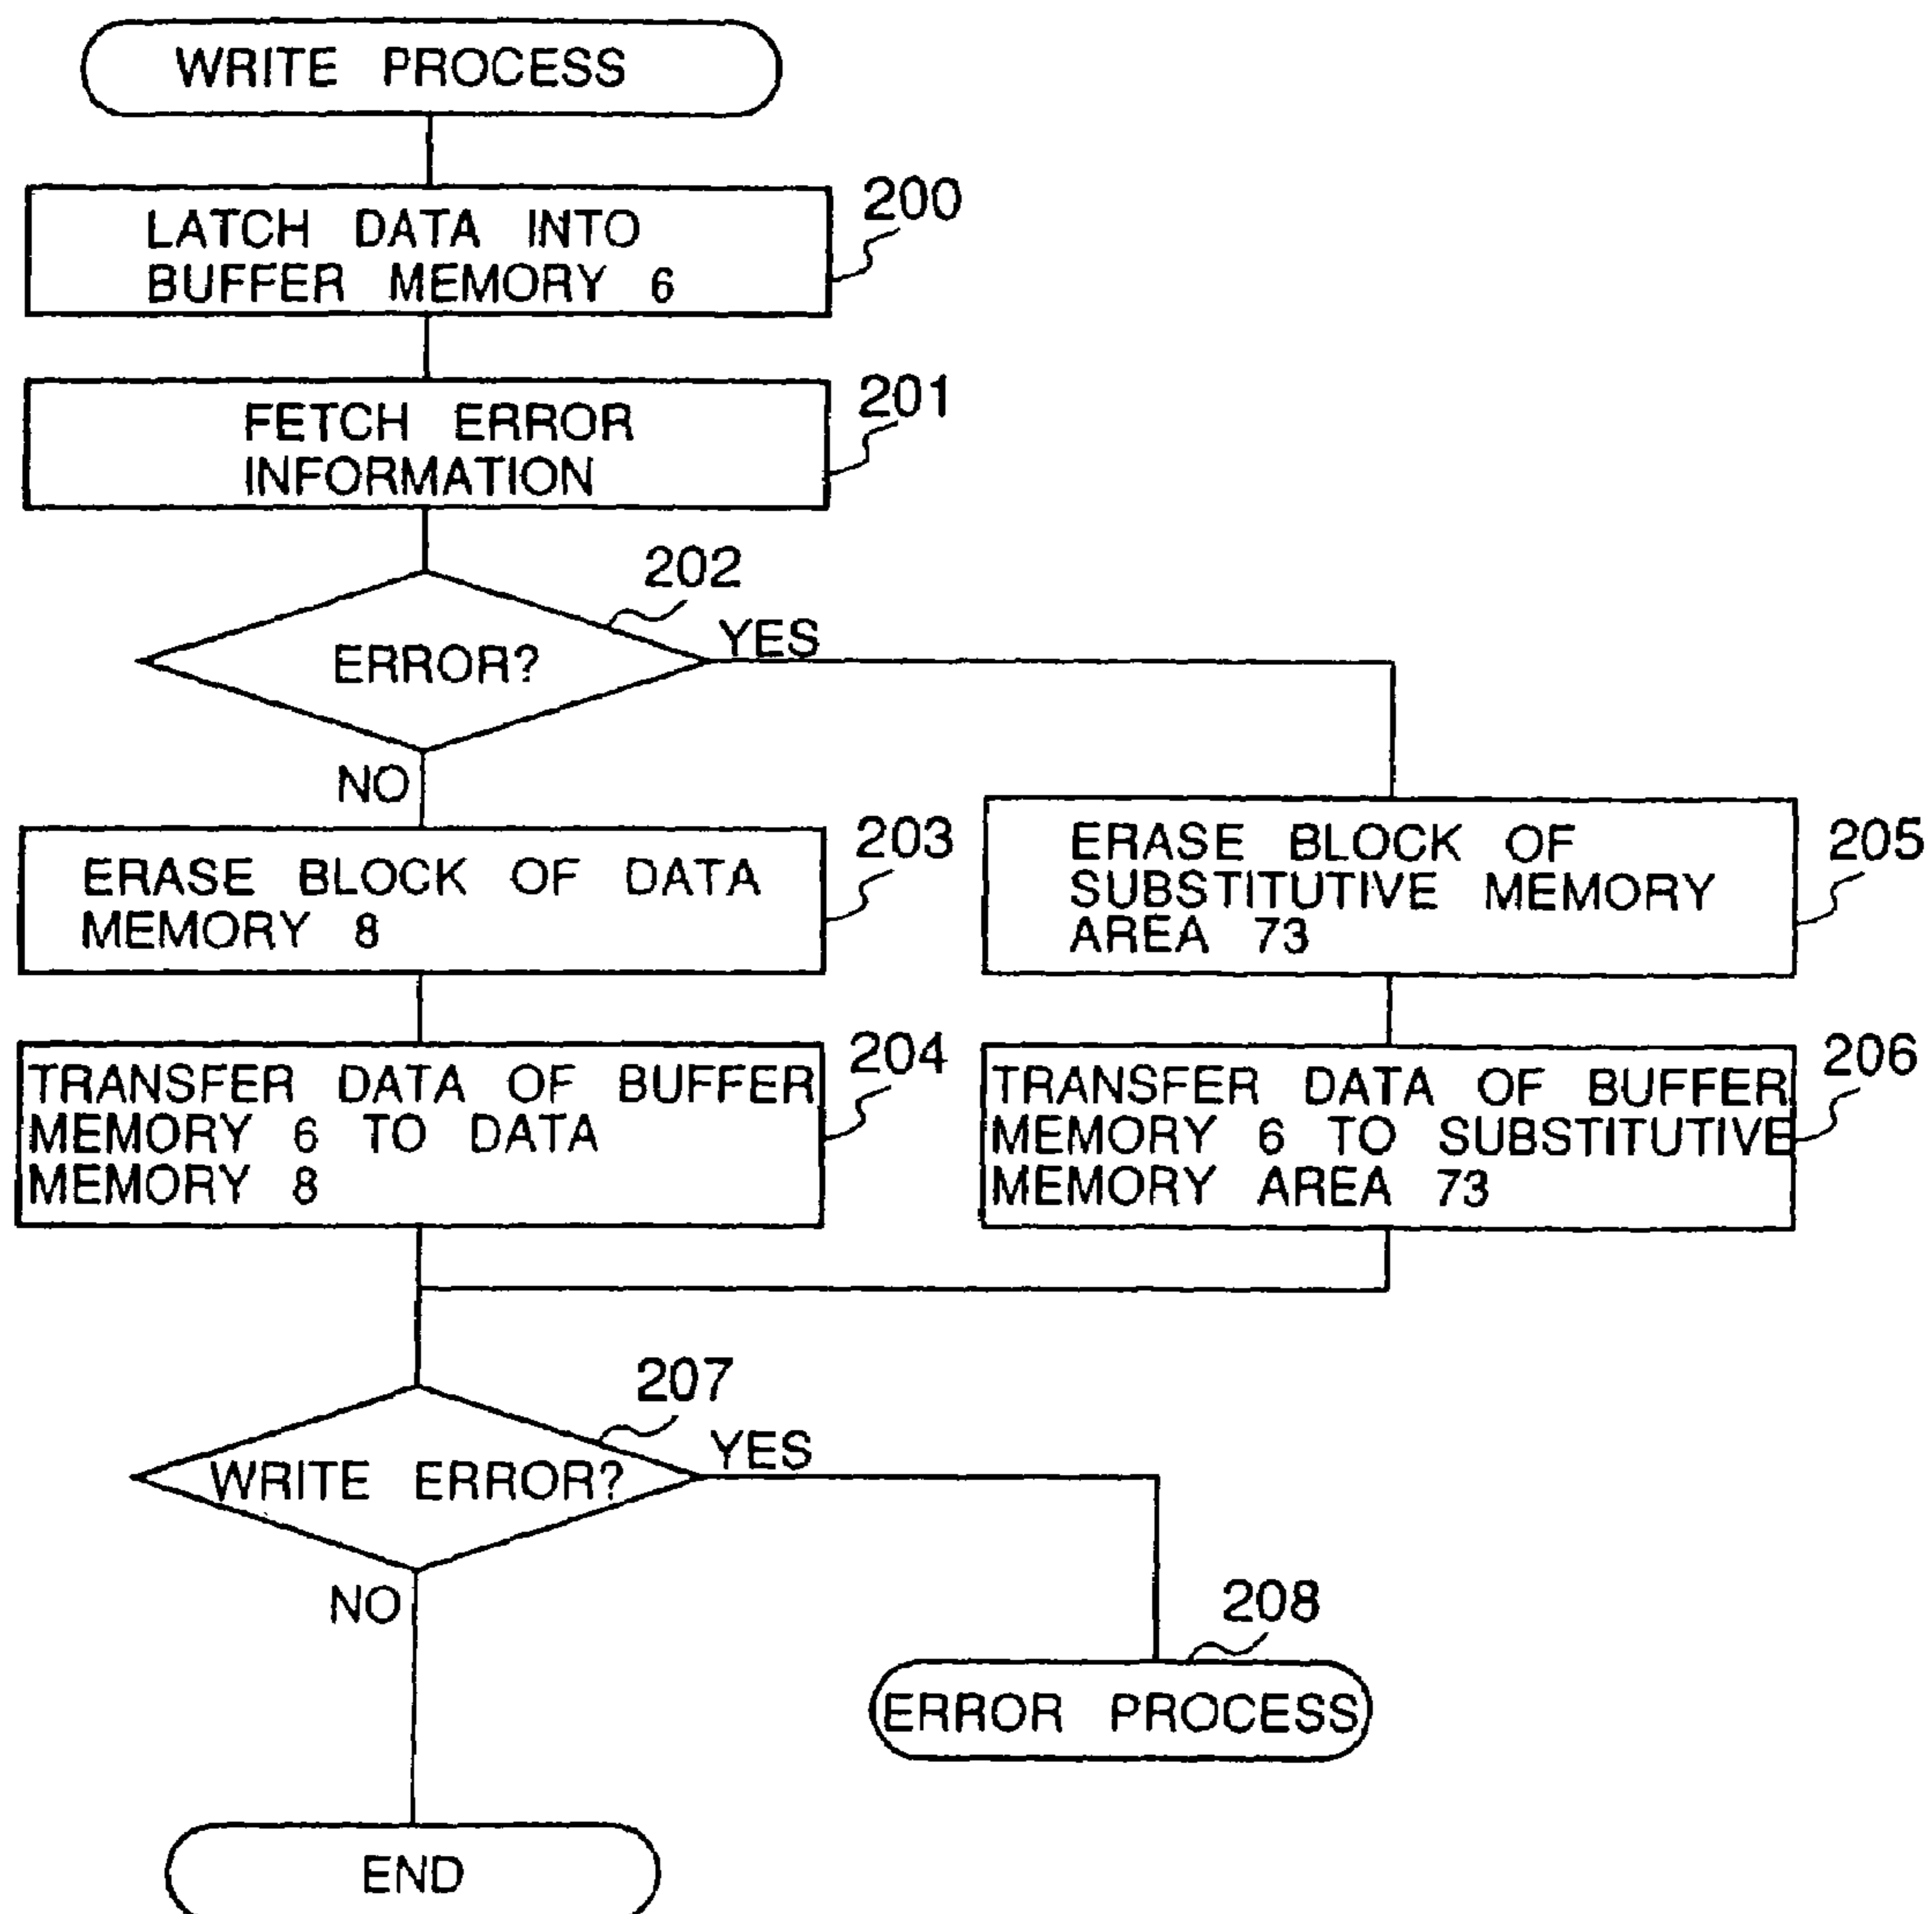 WRITE PROCESS
200
LATCH DATA INTO
BUFFER MEMORY 6
201
FETCH ERROR
INFORMATION
202
ERROR?
YES
NO
203
ERASE BLOCK OF DATA
MEMORY 8
205
ERASE BLOCK OF
SUBSTITUTIVE MEMORY
AREA 73
204
TRANSFER DATA OF BUFFER
MEMORY 6 TO DATA
MEMORY 8
206
TRANSFER DATA OF BUFFER
MEMORY 6 TO SUBSTITUTIVE
MEMORY AREA 73
207
WRITE ERROR?
YES
NO
208
ERROR PROCESS
END